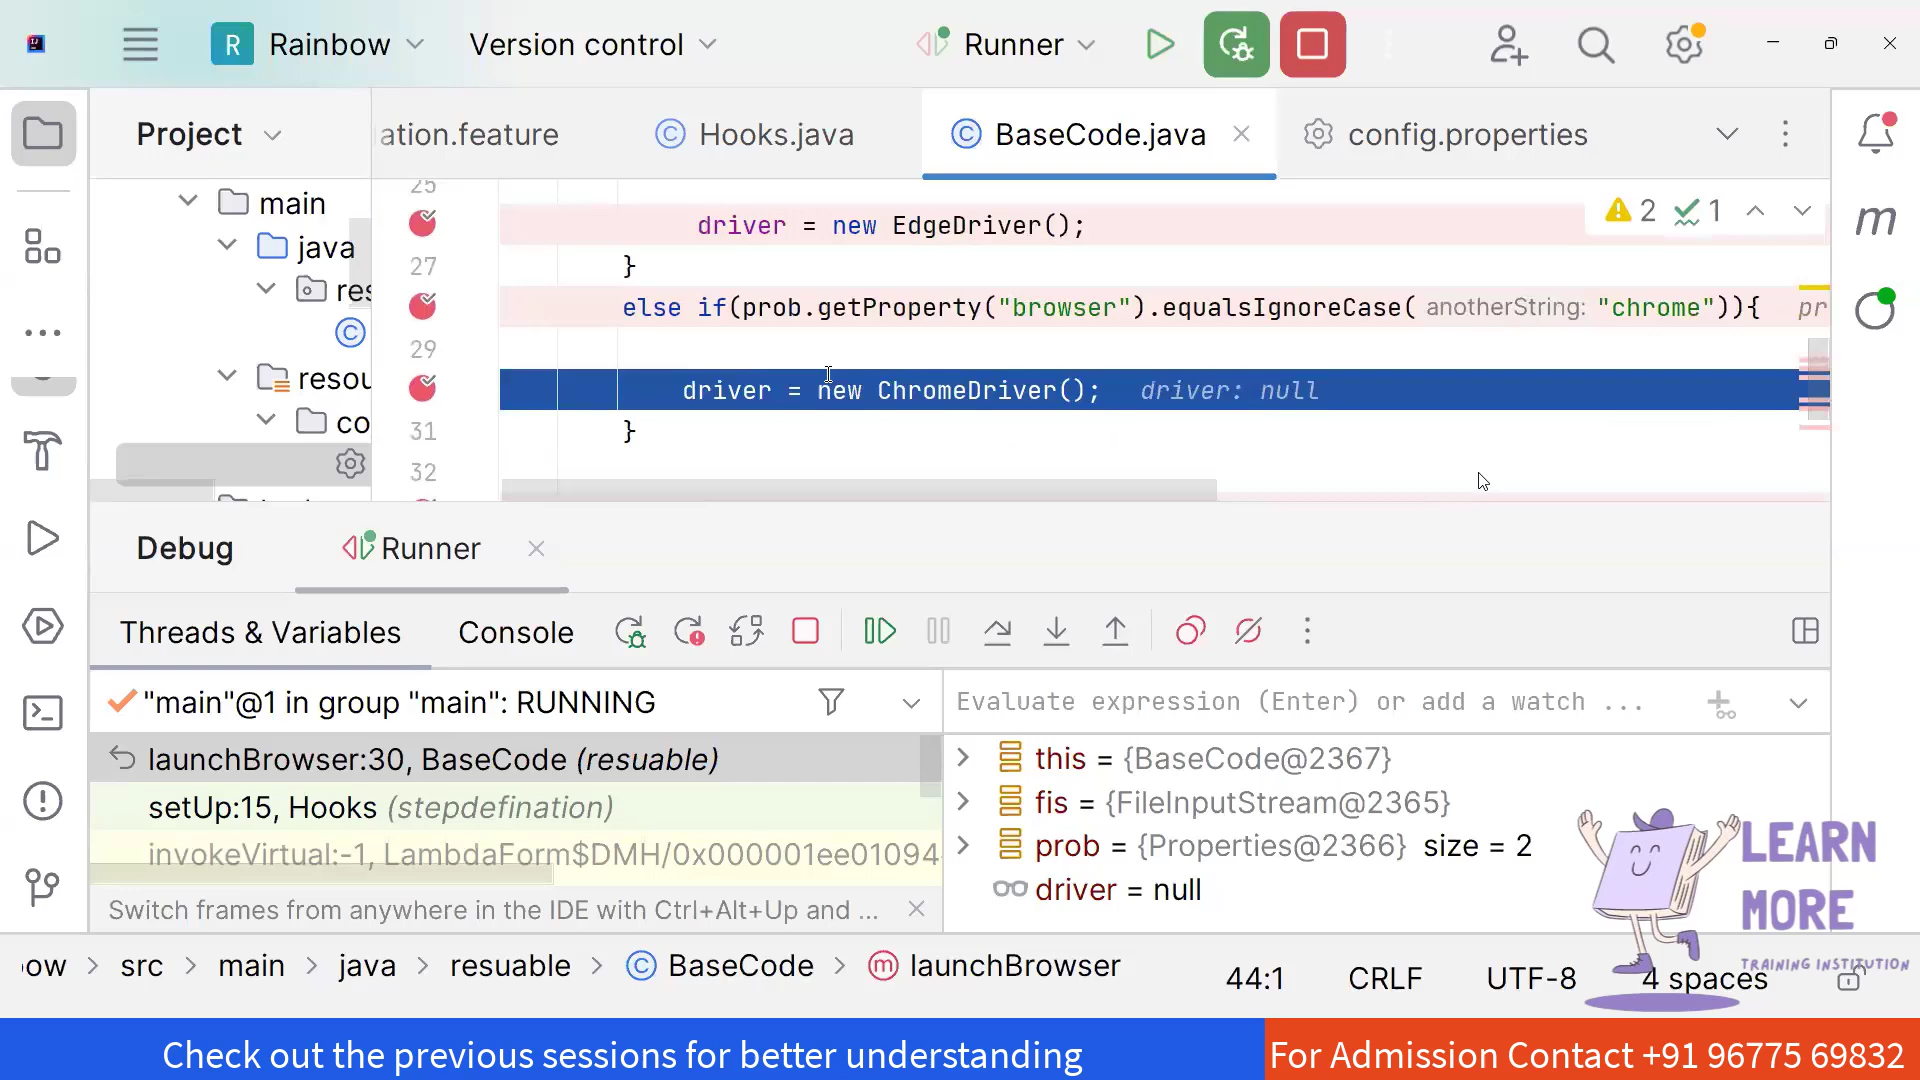 R Rainbow Version control Runner
Project
ation.feature Hooks.java BaseCode.java config.properties
main
java
res
resou
co
25
driver = new EdgeDriver();
2 1
27
}
else if(prob.getProperty("browser").equalsIgnoreCase( anotherString: "chrome")){ pr
29
driver = new ChromeDriver(); driver: null
31
}
32
Debug Runner
Threads & Variables Console
"main"@1 in group "main": RUNNING
Evaluate expression (Enter) or add a watch ...
launchBrowser:30, BaseCode (resuable)
setUp:15, Hooks (stepdefination)
invokeVirtual:-1, LambdaForm$DMH/0x000001ee01094
Switch frames from anywhere in the IDE with Ctrl+Alt+Up and ...
this = {BaseCode@2367}
fis = {FileInputStream@2365}
prob = {Properties@2366} size = 2
driver = null
LEARN
MORE
TRAINING INSTITUTION
ow > src > main > java > resuable > BaseCode > launchBrowser
44:1 CRLF UTF-8 4 spaces
Check out the previous sessions for better understanding
For Admission Contact +91 96775 69832